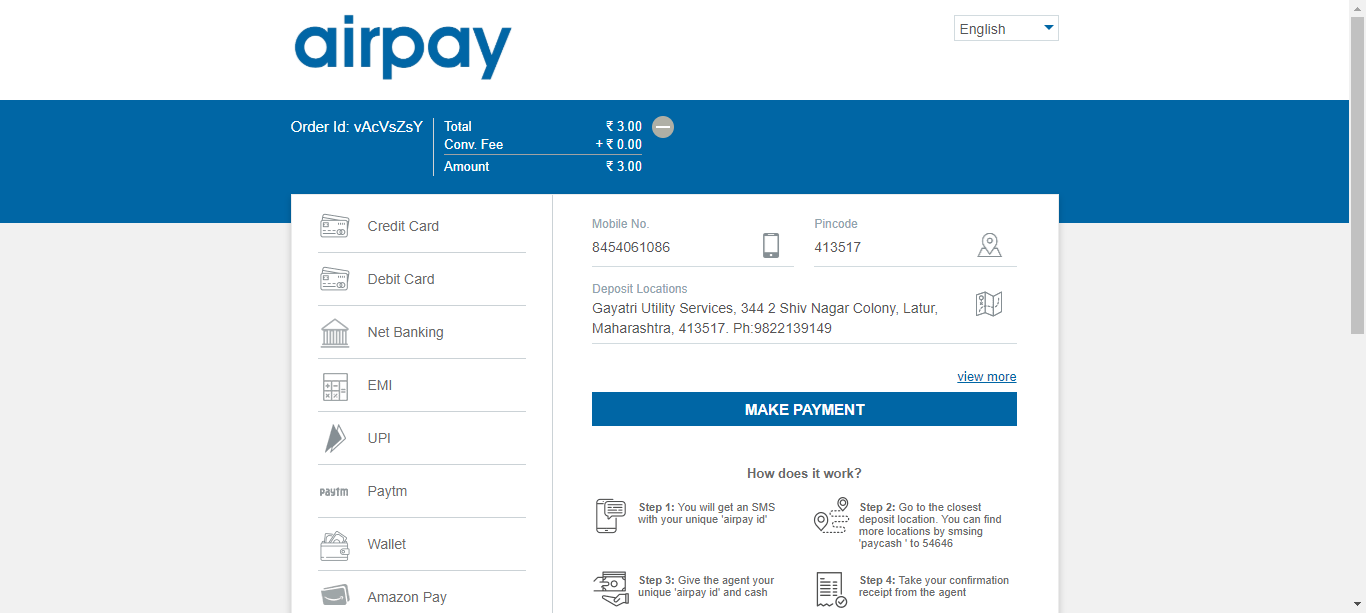 airpay
English
Order Id: vAcVsZsY
Total ₹ 3.00
Conv. Fee + ₹ 0.00
Amount ₹ 3.00
Credit Card
Debit Card
Net Banking
EMI
UPI
Paytm
Paytm
Wallet
Amazon Pay
Mobile No.
8454061086
Pincode
413517
Deposit Locations
Gayatri Utility Services, 344 2 Shiv Nagar Colony, Latur,
Maharashtra, 413517. Ph:9822139149
view more
MAKE PAYMENT
How does it work?
Step 1: You will get an SMS
with your unique 'airpay id'
Step 2: Go to the closest
deposit location. You can find
more locations by smsing
'paycash ' to 54646
Step 3: Give the agent your
unique 'airpay id' and cash
Step 4: Take your confirmation
receipt from the agent